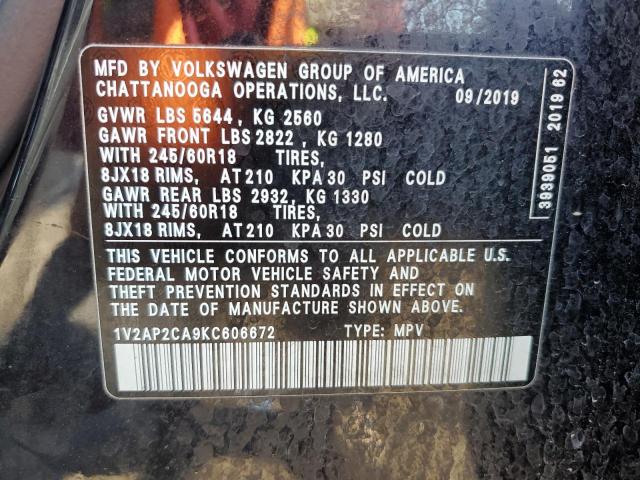 MFD BY VOLKSWAGEN GROUP OF AMERICA
CHATTANOOGA OPERATIONS, LLC. 09/2019
GVWR LBS 5644 , KG 2560
GAWR FRONT LBS 2822 , KG 1280
WITH 245/60R18 TIRES,
8JX18 RIMS, AT 210 KPA 30 PSI COLD
GAWR REAR LBS 2932 , KG 1330
WITH 245/60R18 TIRES,
8JX18 RIMS, AT 210 KPA 30 PSI COLD
THIS VEHICLE CONFORMS TO ALL APPLICABLE U.S.
FEDERAL MOTOR VEHICLE SAFETY AND
THEFT PREVENTION STANDARDS IN EFFECT ON
THE DATE OF MANUFACTURE SHOWN ABOVE.
1V2AP2CA9KC606672 TYPE: MPV
3939051 2019 62